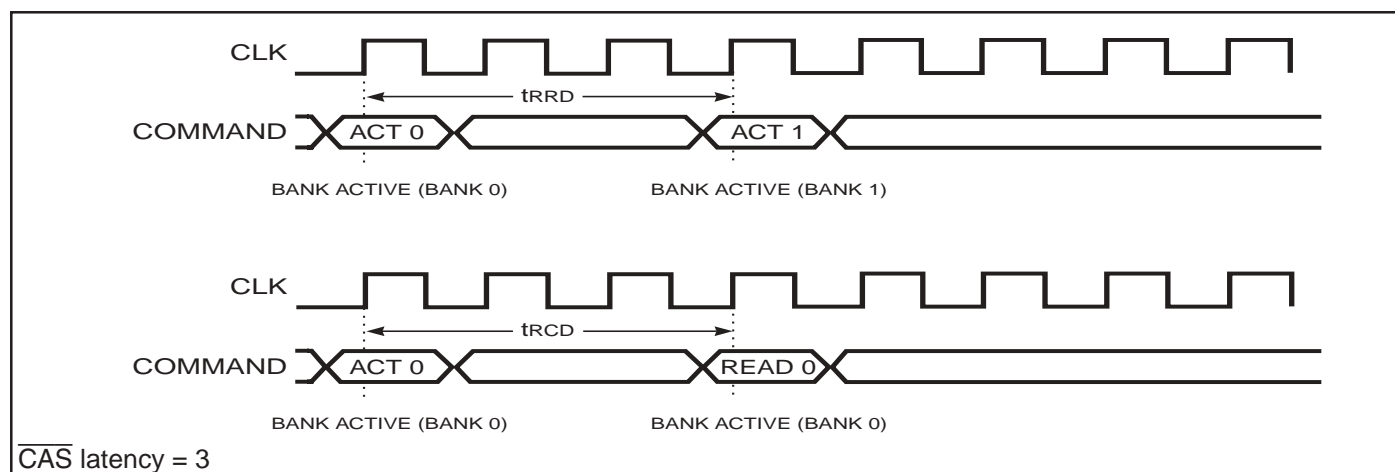 CLK
tRRD
COMMAND ACT 0 ACT 1
BANK ACTIVE (BANK 0) BANK ACTIVE (BANK 1)
CLK
tRCD
COMMAND ACT 0 READ 0
BANK ACTIVE (BANK 0) BANK ACTIVE (BANK 0)
CAS latency = 3